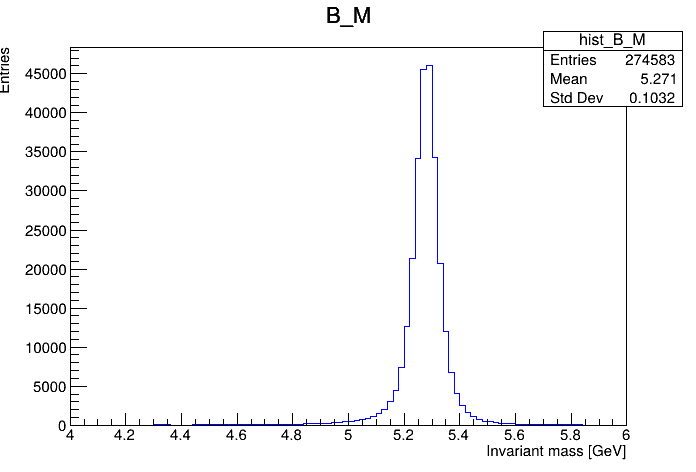 B_M
hist_B_M
Entries 274583
Mean 5.271
Std Dev 0.1032
Entries
45000
40000
35000
30000
25000
20000
15000
10000
5000
0
4 4.2 4.4 4.6 4.8 5 5.2 5.4 5.6 5.8 6
Invariant mass [GeV]